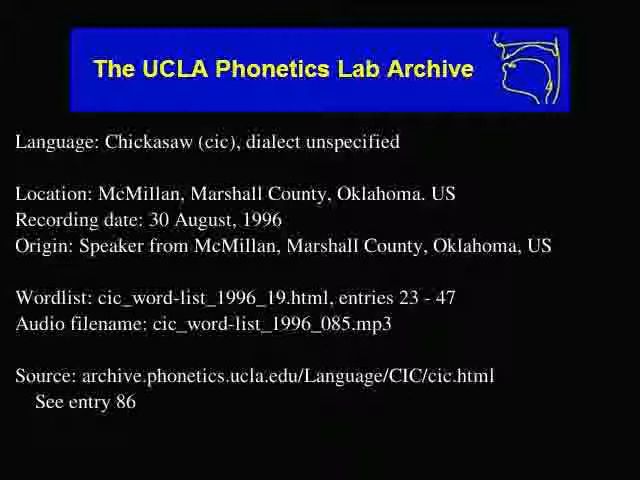 The UCLA Phonetics Lab Archive
Language: Chickasaw (cic), dialect unspecified
Location: McMillan, Marshall County, Oklahoma. US
Recording date: 30 August, 1996
Origin: Speaker from McMillan, Marshall County, Oklahoma, US
Wordlist: cic_word-list_1996_19.html, entries 23 - 47
Audio filename: cic_word-list_1996_085.mp3
Source: archive.phonetics.ucla.edu/Language/CIC/cic.html
See entry 86